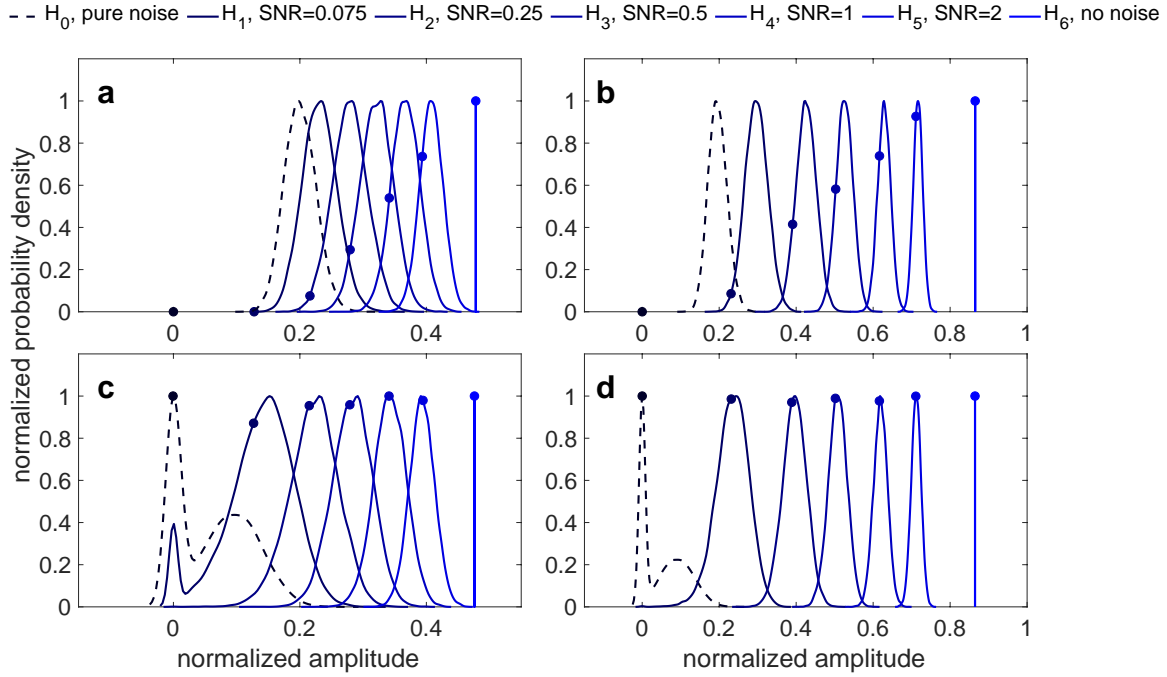 H0, pure noise H1, SNR=0.075 H2, SNR=0.25 H3, SNR=0.5 H4, SNR=1 H5, SNR=2 H6, no noise
a
b
normalized probability density
1
0.8
0.6
0.4
0.2
0
0 0.2 0.4
0 0.2 0.4 0.6 0.8 1
c
d
normalized probability density
1
0.8
0.6
0.4
0.2
0
0 0.2 0.4
0 0.2 0.4 0.6 0.8 1
normalized amplitude
normalized amplitude